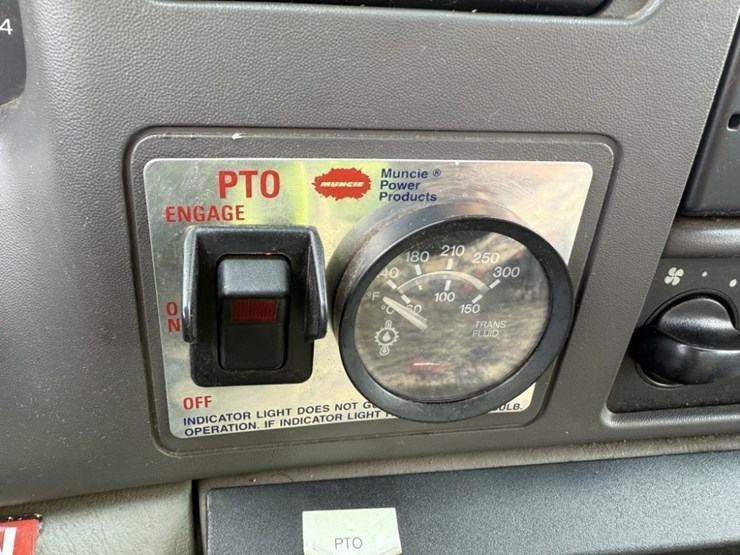 4
PTO
MUNCIE
Muncie ®
Power
Products
ENGAGE
180 210 250
300
°F
100
°C
150
TRANS
FLUID
ON
OFF
INDICATOR LIGHT DOES NOT
OPERATION. IF INDICATOR LIGHT
PTO